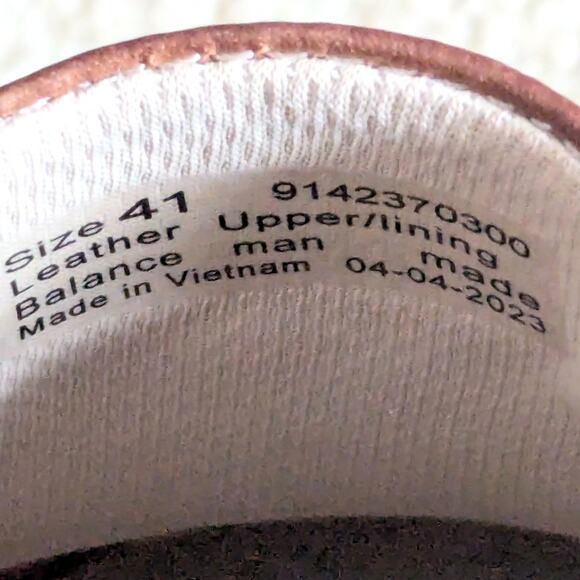 Size 41 9142370300
Leather Upper/lining
Balance man made
Made in Vietnam 04-04-2023